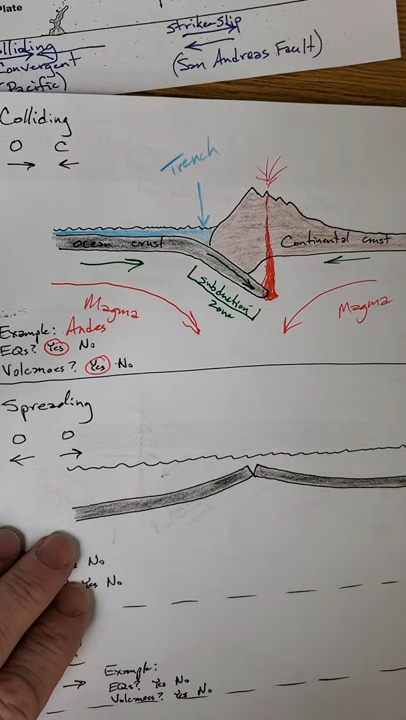 Plate
strike-slip
olliding
Convergent
(San Andreas Fault)
(Pacific)
Colliding
O C
Trench
ocean crust
Continental crust
subduction
zone
Magma
Magma
Example: Andes
EQs? Yes No
Volcanoes? Yes No
Spreading
O O
s No
Yes No
Example:
EQs? Yes No
Volcanoes? Yes No